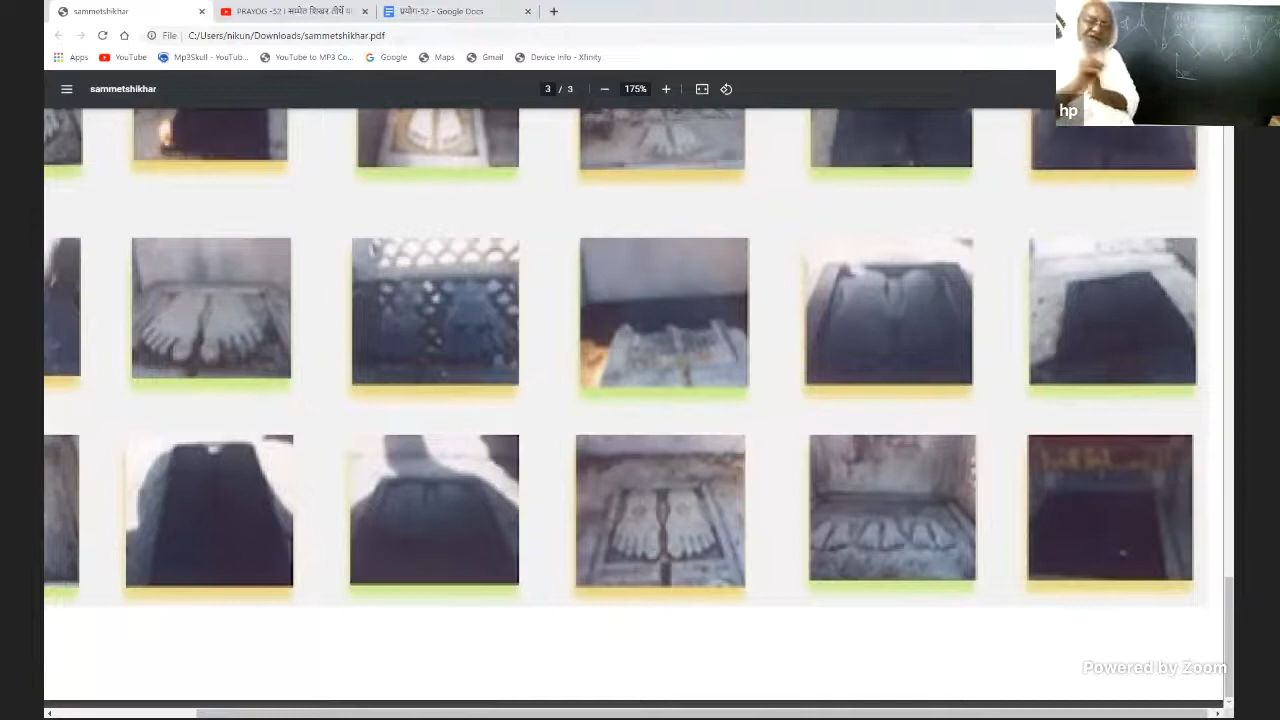 sammetshikhar
PRAYOG -52 । सम्मेत शिखर तीर्थे
प्रयोग-52 - Google Docs
File
C:/Users/nikun/Downloads/sammetshikhar.pdf
Apps
YouTube
Mp3Skull - YouTub...
YouTube to MP3 Co...
Google
Maps
Gmail
Device Info - Xfinity
sammetshikhar
3 / 3
175%
hp
Powered by Zoom